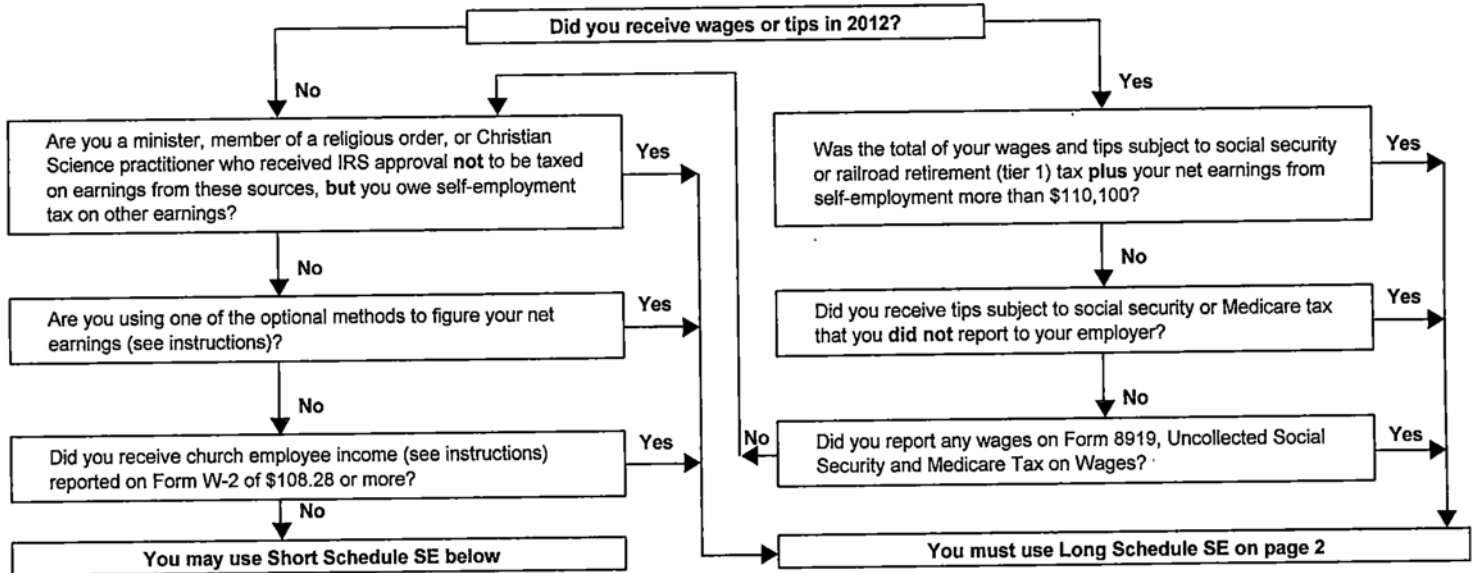 Did you receive wages or tips in 2012?
No
Yes
Are you a minister, member of a religious order, or Christian
Science practitioner who received IRS approval not to be taxed
on earnings from these sources, but you owe self-employment
tax on other earnings?
Yes
Was the total of your wages and tips subject to social security
or railroad retirement (tier 1) tax plus your net earnings from
self-employment more than $110,100?
Yes
No
No
Are you using one of the optional methods to figure your net
earnings (see instructions)?
Yes
Did you receive tips subject to social security or Medicare tax
that you did not report to your employer?
Yes
No
No
Did you receive church employee income (see instructions)
reported on Form W-2 of $108.28 or more?
Yes
No
Did you report any wages on Form 8919, Uncollected Social
Security and Medicare Tax on Wages?
Yes
No
You may use Short Schedule SE below
You must use Long Schedule SE on page 2